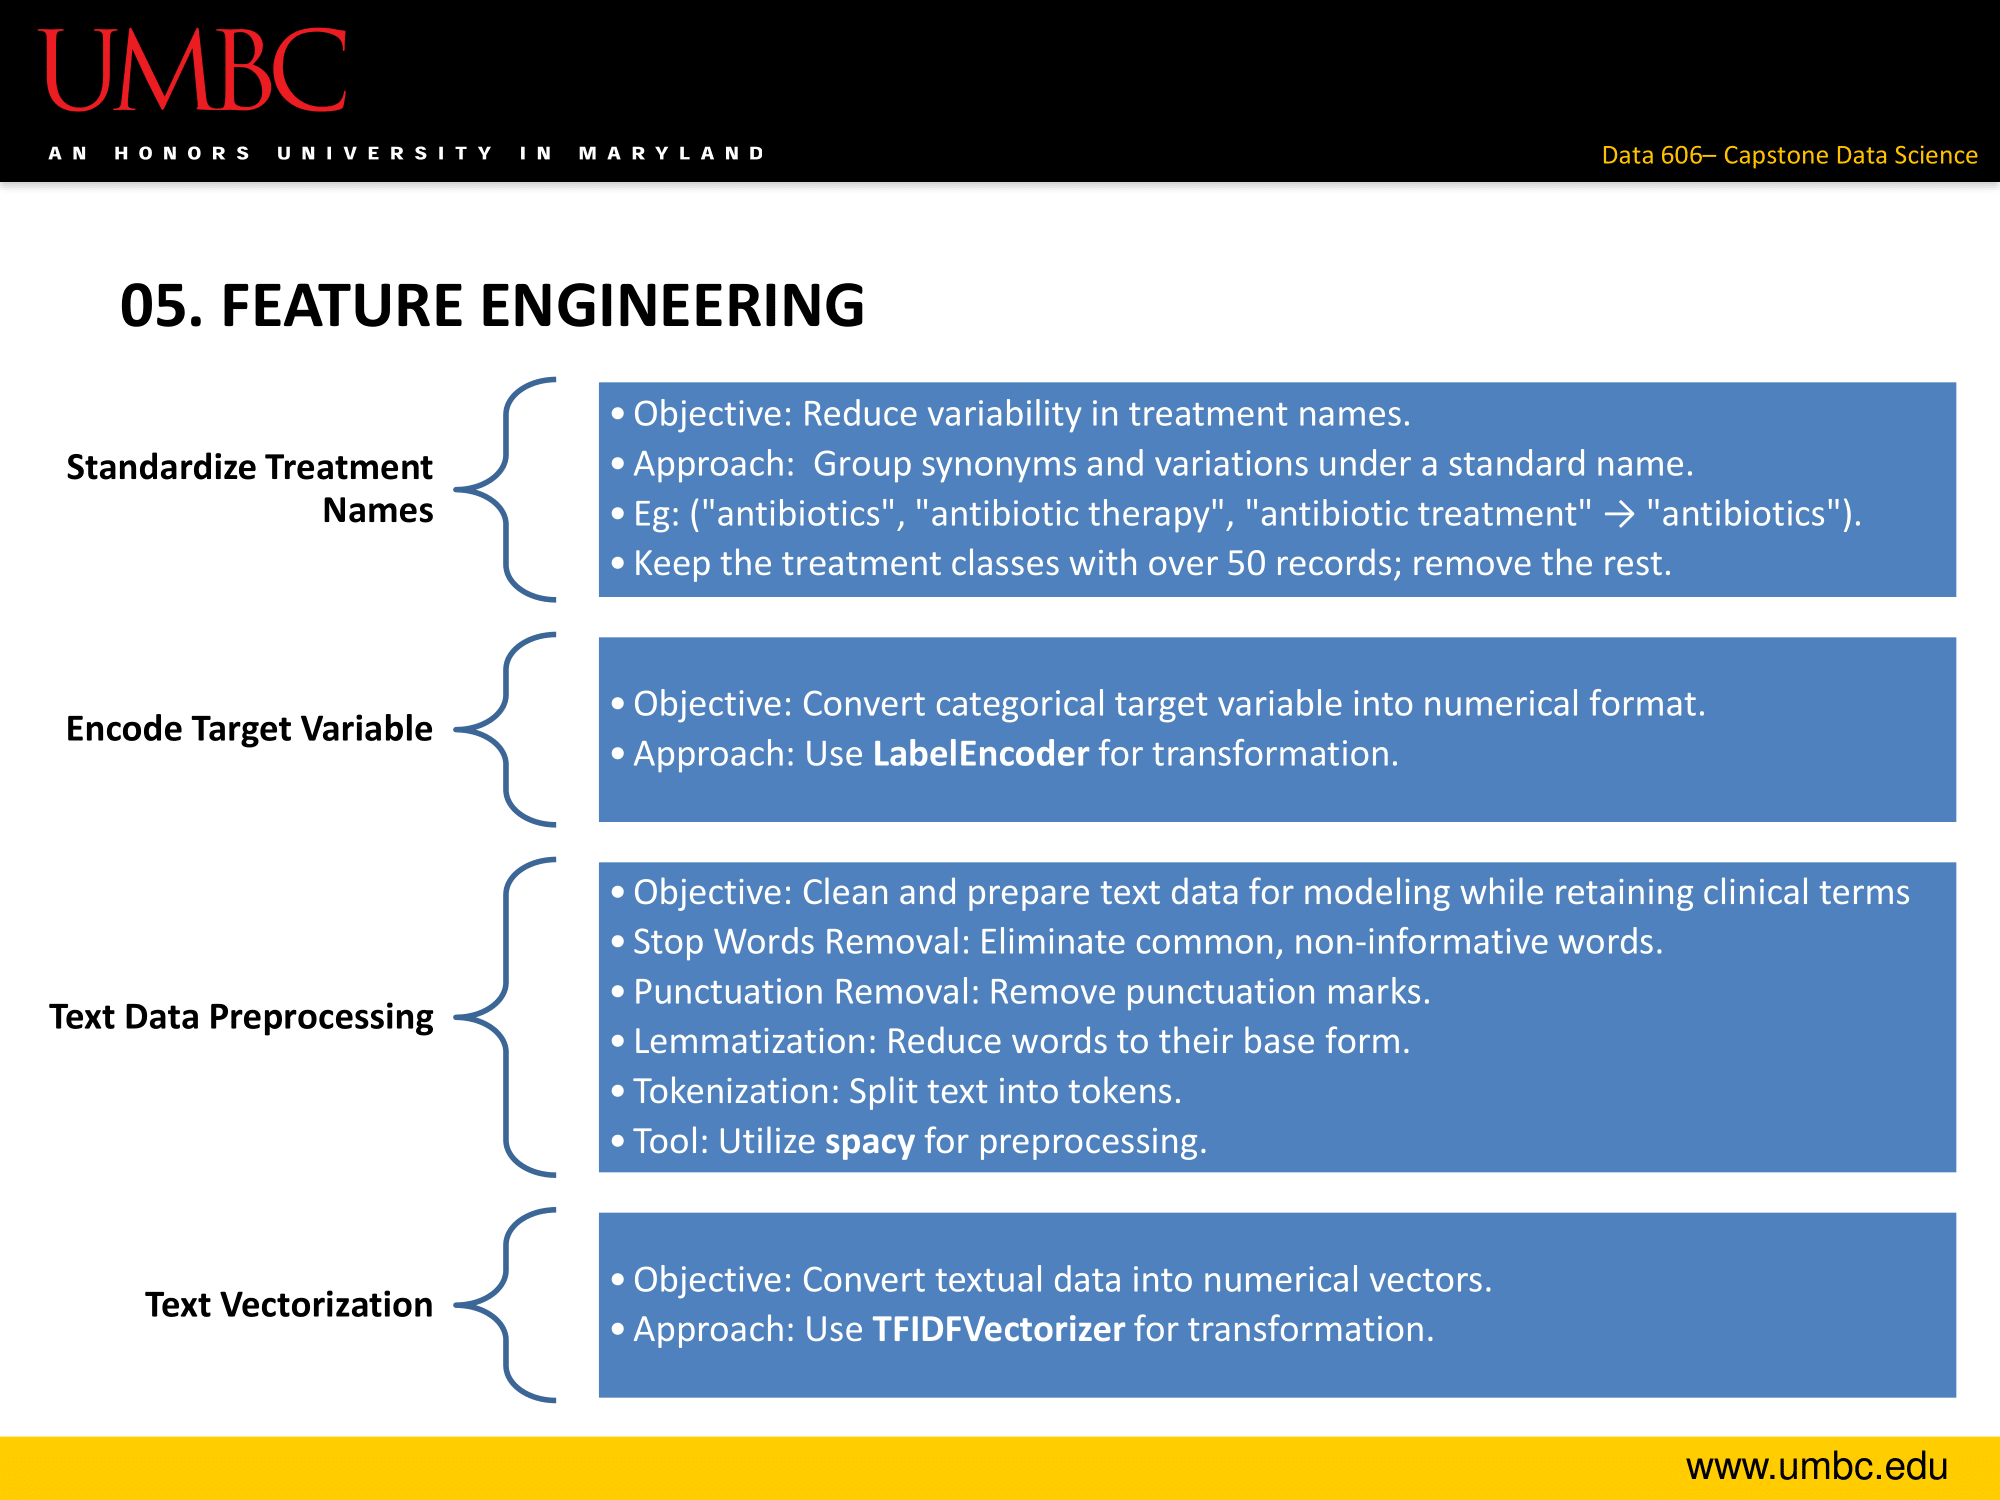 UMBC
AN HONORS UNIVERSITY IN MARYLAND
Data 606– Capstone Data Science
05. FEATURE ENGINEERING
Standardize Treatment
Names
• Objective: Reduce variability in treatment names.
• Approach:  Group synonyms and variations under a standard name.
• Eg: ("antibiotics", "antibiotic therapy", "antibiotic treatment" → "antibiotics").
• Keep the treatment classes with over 50 records; remove the rest.
Encode Target Variable
• Objective: Convert categorical target variable into numerical format.
• Approach: Use LabelEncoder for transformation.
Text Data Preprocessing
• Objective: Clean and prepare text data for modeling while retaining clinical terms
• Stop Words Removal: Eliminate common, non-informative words.
• Punctuation Removal: Remove punctuation marks.
• Lemmatization: Reduce words to their base form.
• Tokenization: Split text into tokens.
• Tool: Utilize spacy for preprocessing.
Text Vectorization
• Objective: Convert textual data into numerical vectors.
• Approach: Use TFIDFVectorizer for transformation.
www.umbc.edu